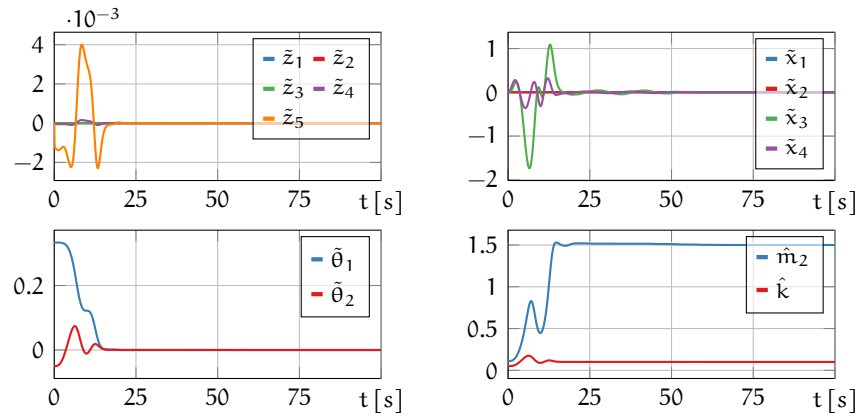 ·10⁻³
4
2
0
−2
0 25 50 75
t [s]
z̃₁ z̃₂
z̃₃ z̃₄
z̃₅
1
0
−1
−2
0 25 50 75
t [s]
x̃₁
x̃₂
x̃₃
x̃₄
0.2
0
0 25 50 75
t [s]
θ̃₁
θ̃₂
1.5
1.0
0.5
0
0 25 50 75
t [s]
m̂₂
k̂